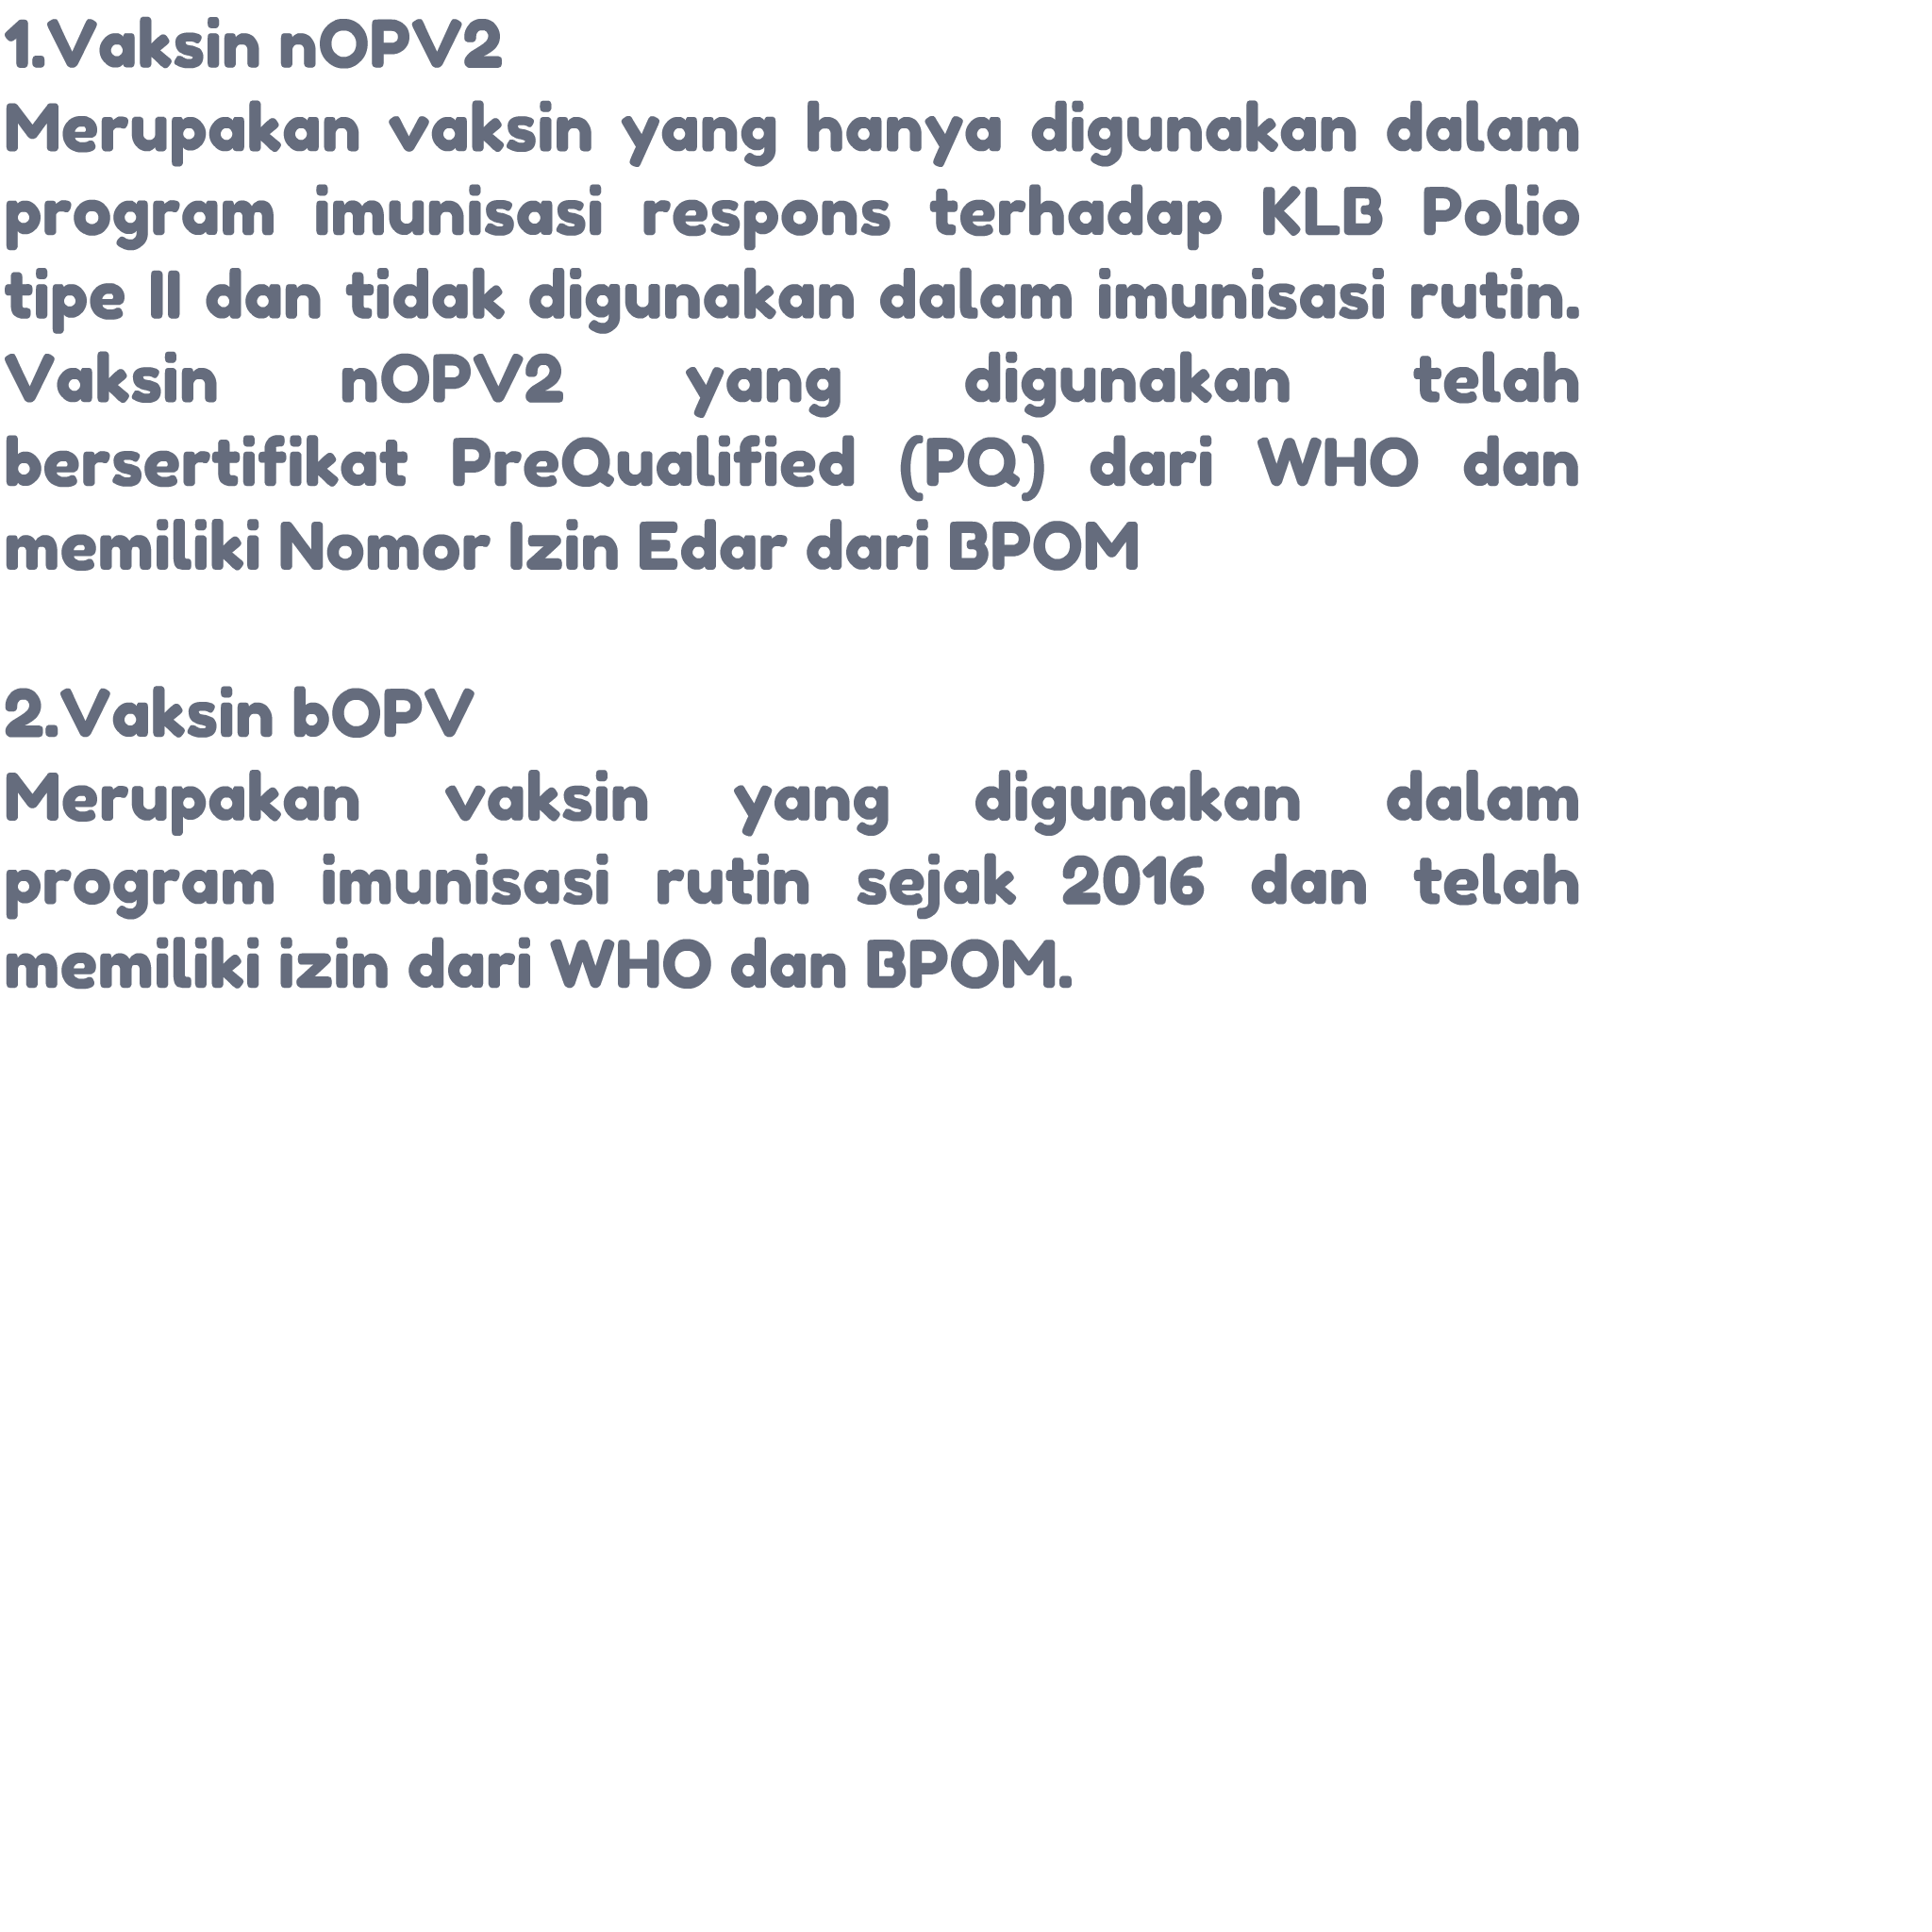 1.Vaksin nOPV2
Merupakan vaksin yang hanya digunakan dalam
program imunisasi respons terhadap KLB Polio
tipe II dan tidak digunakan dalam imunisasi rutin.
Vaksin nOPV2 yang digunakan telah
bersertifikat PreQualified (PQ) dari WHO dan
memiliki Nomor Izin Edar dari BPOM
2.Vaksin bOPV
Merupakan vaksin yang digunakan dalam
program imunisasi rutin sejak 2016 dan telah
memiliki izin dari WHO dan BPOM.